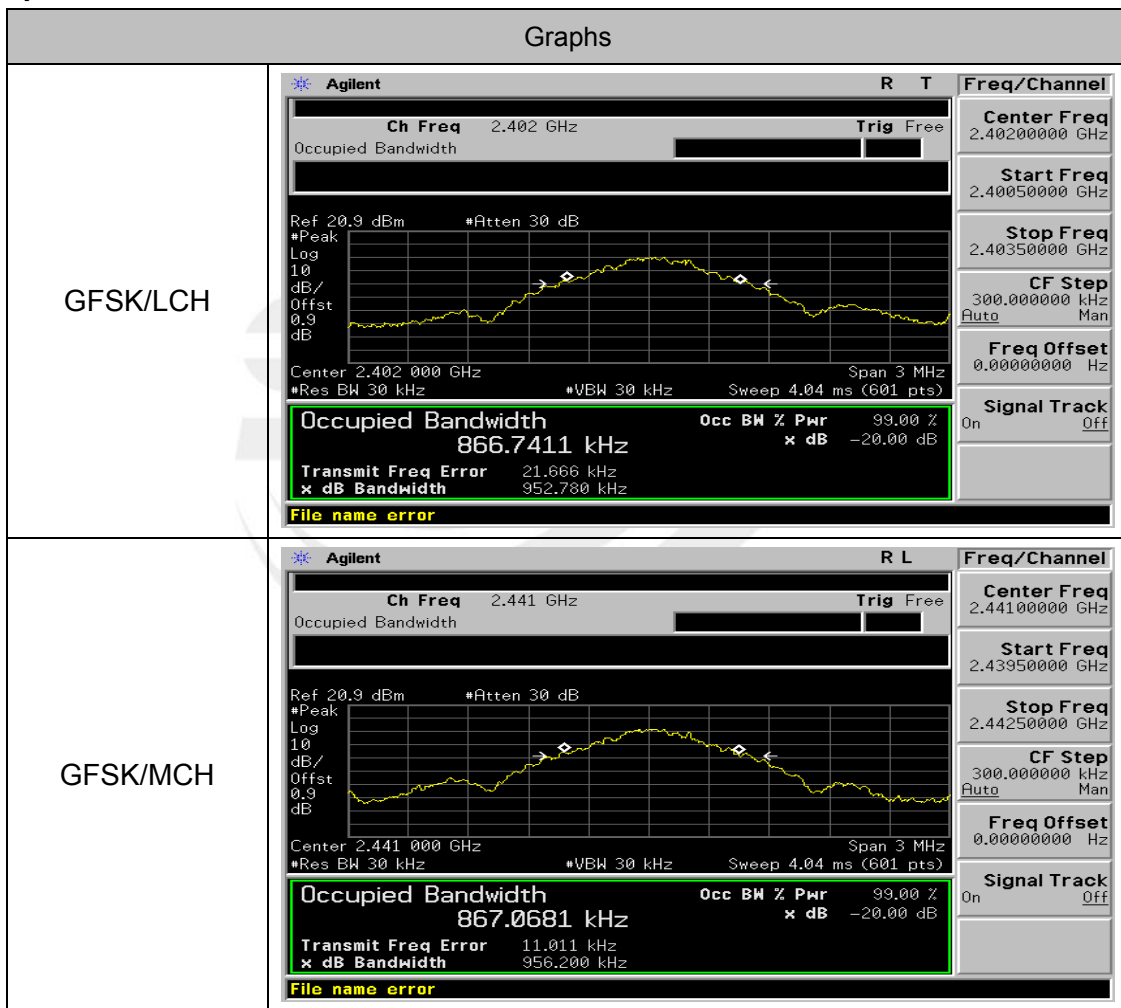 Graphs
GFSK/LCH
Agilent R T
Ch Freq 2.402 GHz Trig Free
Occupied Bandwidth
Ref 20.9 dBm #Atten 30 dB
#Peak
Log
10
dB/
Offst
0.9
dB
Center 2.402 000 GHz Span 3 MHz
#Res BW 30 kHz #VBW 30 kHz Sweep 4.04 ms (601 pts)
Occupied Bandwidth Occ BW % Pwr 99.00 %
866.7411 kHz x dB -20.00 dB
Transmit Freq Error 21.666 kHz
x dB Bandwidth 952.780 kHz
File name error
Freq/Channel
Center Freq
2.40200000 GHz
Start Freq
2.40050000 GHz
Stop Freq
2.40350000 GHz
CF Step
300.000000 kHz
Auto Man
Freq Offset
0.00000000 Hz
Signal Track
On Off
GFSK/MCH
Agilent R L
Ch Freq 2.441 GHz Trig Free
Occupied Bandwidth
Ref 20.9 dBm #Atten 30 dB
#Peak
Log
10
dB/
Offst
0.9
dB
Center 2.441 000 GHz Span 3 MHz
#Res BW 30 kHz #VBW 30 kHz Sweep 4.04 ms (601 pts)
Occupied Bandwidth Occ BW % Pwr 99.00 %
867.0681 kHz x dB -20.00 dB
Transmit Freq Error 11.011 kHz
x dB Bandwidth 956.200 kHz
File name error
Freq/Channel
Center Freq
2.44100000 GHz
Start Freq
2.43950000 GHz
Stop Freq
2.44250000 GHz
CF Step
300.000000 kHz
Auto Man
Freq Offset
0.00000000 Hz
Signal Track
On Off